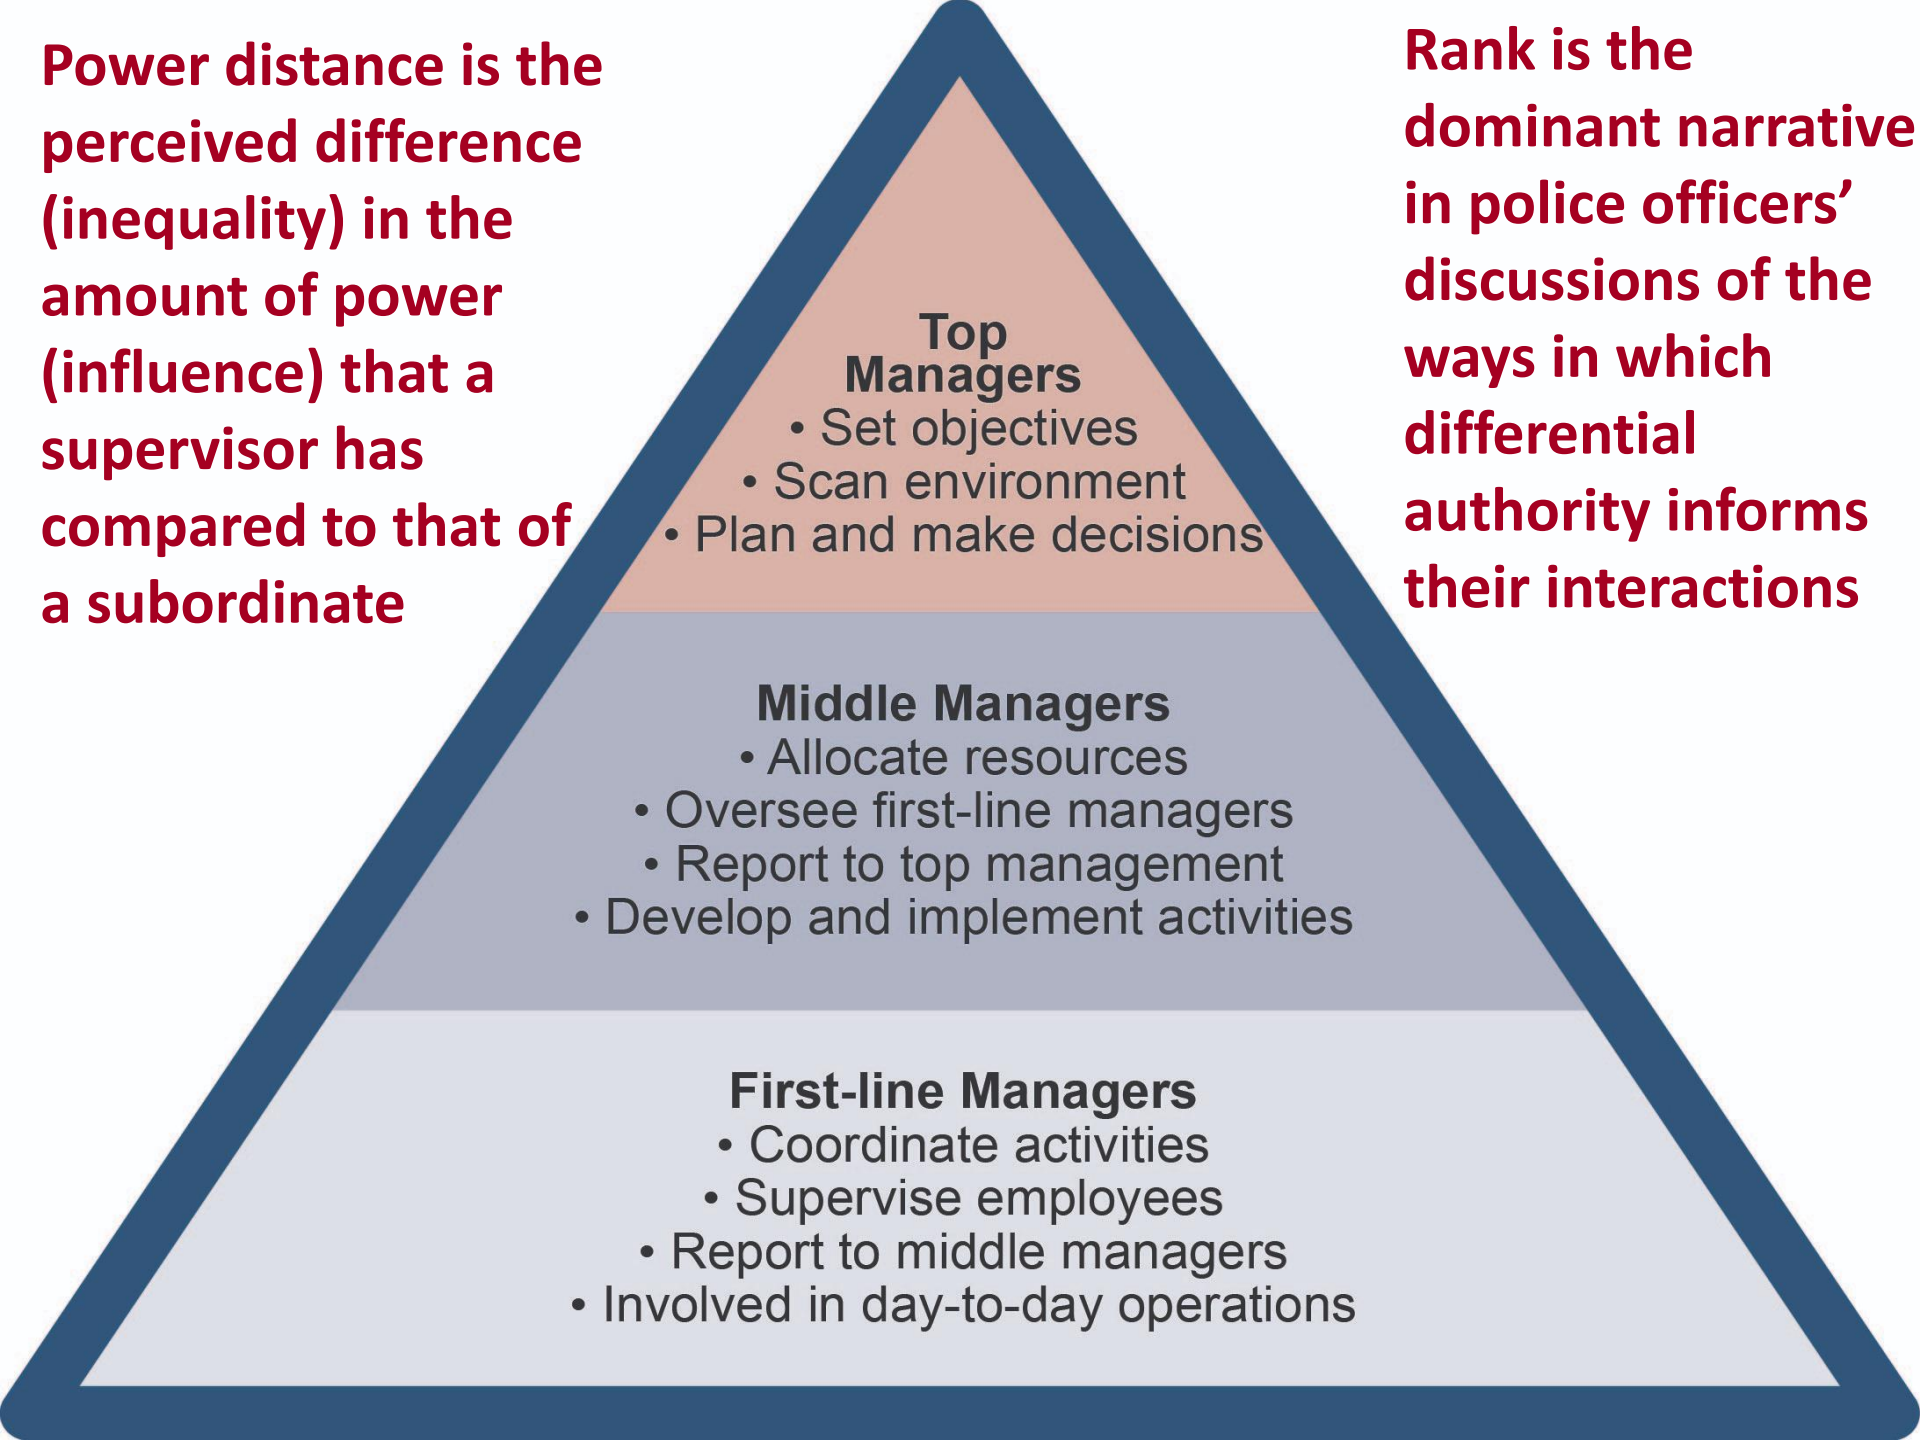 Power distance is the
perceived difference
(inequality) in the
amount of power
(influence) that a
supervisor has
compared to that of
a subordinate
Rank is the
dominant narrative
in police officers’
discussions of the
ways in which
differential
authority informs
their interactions
Top
Managers
• Set objectives
• Scan environment
• Plan and make decisions
Middle Managers
• Allocate resources
• Oversee first-line managers
• Report to top management
• Develop and implement activities
First-line Managers
• Coordinate activities
• Supervise employees
• Report to middle managers
• Involved in day-to-day operations